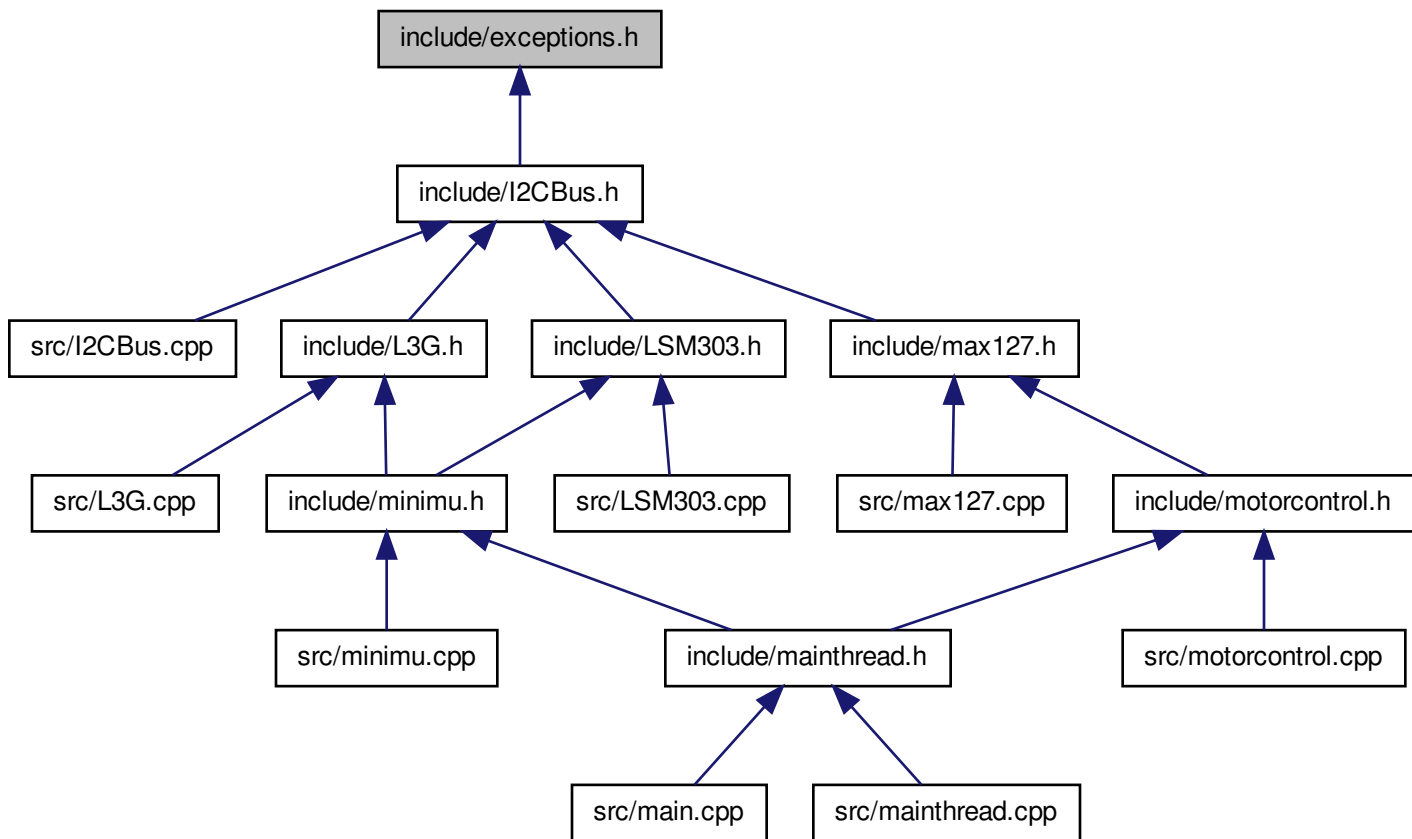 include/exceptions.h
include/I2CBus.h
src/I2CBus.cpp
include/L3G.h
include/LSM303.h
include/max127.h
src/L3G.cpp
include/minimu.h
src/LSM303.cpp
src/max127.cpp
include/motorcontrol.h
src/minimu.cpp
include/mainthread.h
src/motorcontrol.cpp
src/main.cpp
src/mainthread.cpp